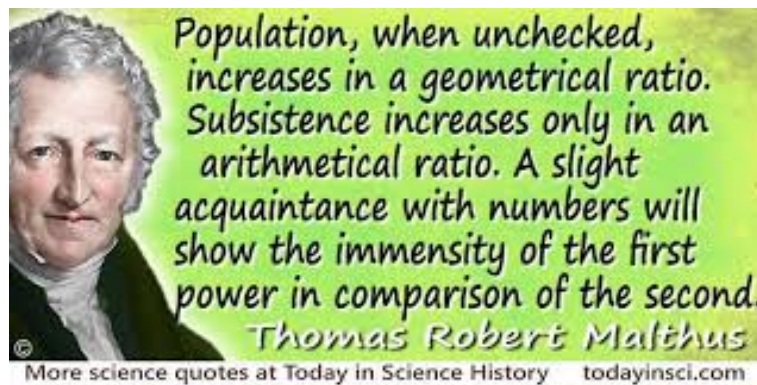 Population, when unchecked,
increases in a geometrical ratio.
Subsistence increases only in an
arithmetical ratio. A slight
acquaintance with numbers will
show the immensity of the first
power in comparison of the second.
Thomas Robert Malthus
©
More science quotes at Today in Science History todayinsci.com